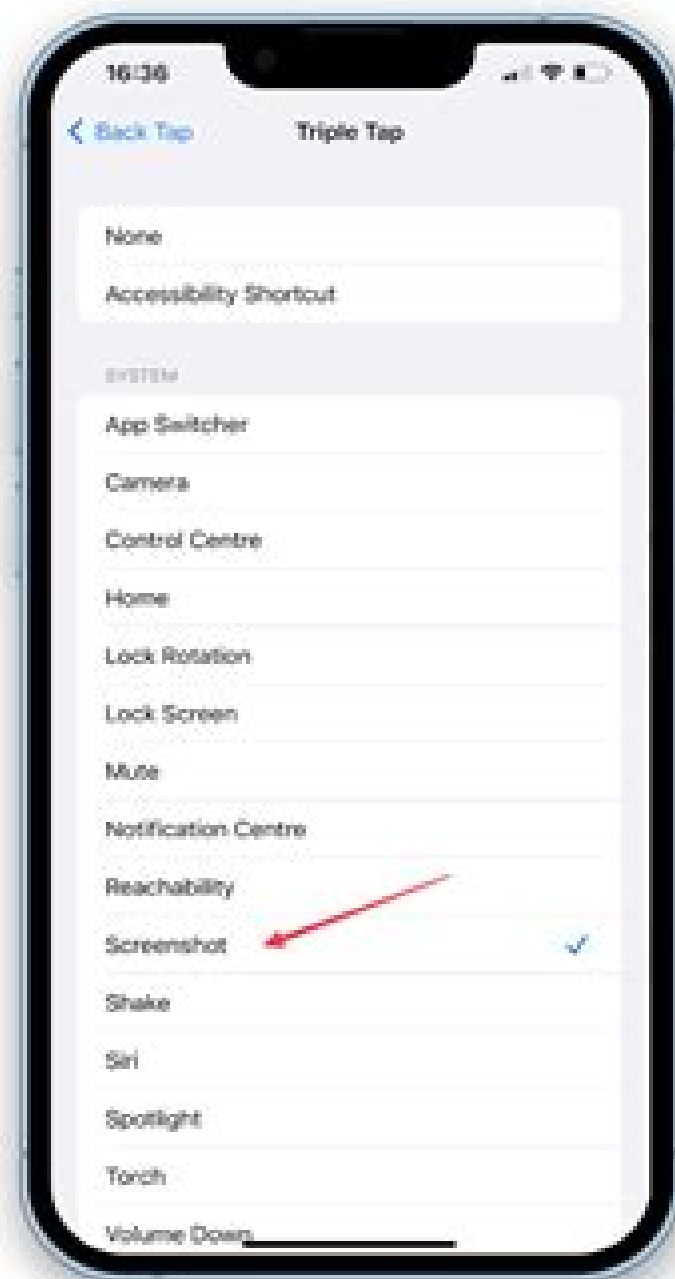 16:36
Back Tap
Triple Tap
None
Accessibility Shortcut
SYSTEM
App Switcher
Camera
Control Centre
Home
Lock Rotation
Lock Screen
Mute
Notification Centre
Reachability
Screenshot
Shake
Siri
Spotlight
Torch
Volume Down